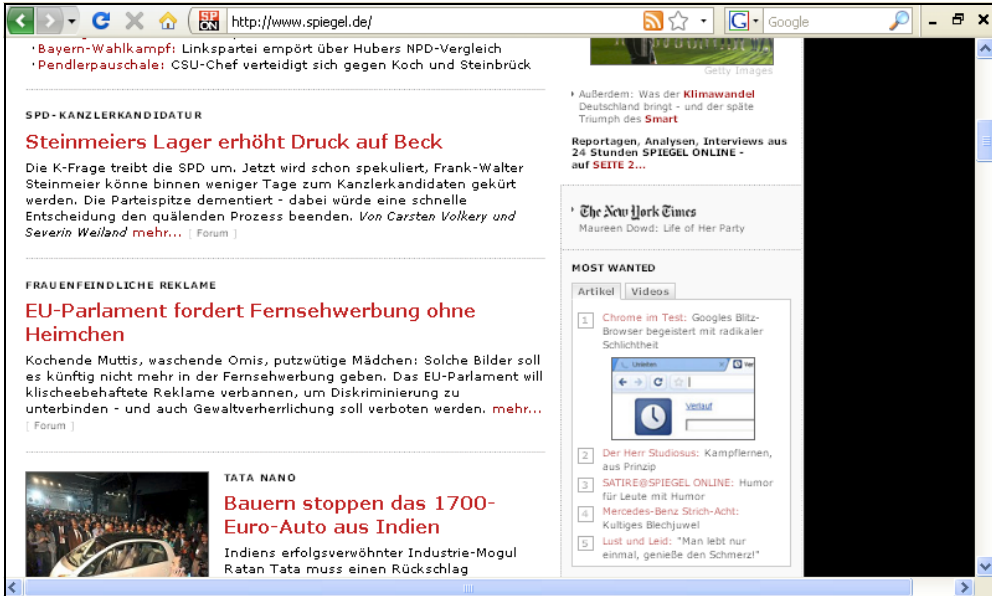 SP
ON
http://www.spiegel.de/
G
Google
Bayern-Wahlkampf: Linkspartei empört über Hubers NPD-Vergleich
Pendlerpauschale: CSU-Chef verteidigt sich gegen Koch und Steinbrück
SPD-KANZLERKANDIDATUR
Steinmeiers Lager erhöht Druck auf Beck
Die K-Frage treibt die SPD um. Jetzt wird schon spekuliert, Frank-Walter
Steinmeier könne binnen weniger Tage zum Kanzlerkandidaten gekürt
werden. Die Parteispitze dementiert - dabei würde eine schnelle
Entscheidung den quälenden Prozess beenden. Von Carsten Volkery und
Severin Weiland mehr... [ Forum ]
FRAUENFEINDLICHE REKLAME
EU-Parlament fordert Fernsehwerbung ohne
Heimchen
Kochende Muttis, waschende Omis, putzwütige Mädchen: Solche Bilder soll
es künftig nicht mehr in der Fernsehwerbung geben. Das EU-Parlament will
klischeebehaftete Reklame verbannen, um Diskriminierung zu
unterbinden - und auch Gewaltverherrlichung soll verboten werden. mehr...
[ Forum ]
TATA NANO
Bauern stoppen das 1700-
Euro-Auto aus Indien
Indiens erfolgsverwöhnter Industrie-Mogul
Ratan Tata muss einen Rückschlag
Getty Images
Außerdem: Was der Klimawandel
Deutschland bringt - und der späte
Triumph des Smart
Reportagen, Analysen, Interviews aus
24 Stunden SPIEGEL ONLINE -
auf SEITE 2...
The New York Times
Maureen Dowd: Life of Her Party
MOST WANTED
Artikel Videos
1 Chrome im Test: Googles Blitz-
Browser begeistert mit radikaler
Schlichtheit
Verlauf
2 Der Herr Studiosus: Kampflernen,
aus Prinzip
3 SATIRE@SPIEGEL ONLINE: Humor
für Leute mit Humor
4 Mercedes-Benz Strich-Acht:
Kultiges Blechjuwel
5 Lust und Leid: "Man lebt nur
einmal, genieße den Schmerz!"